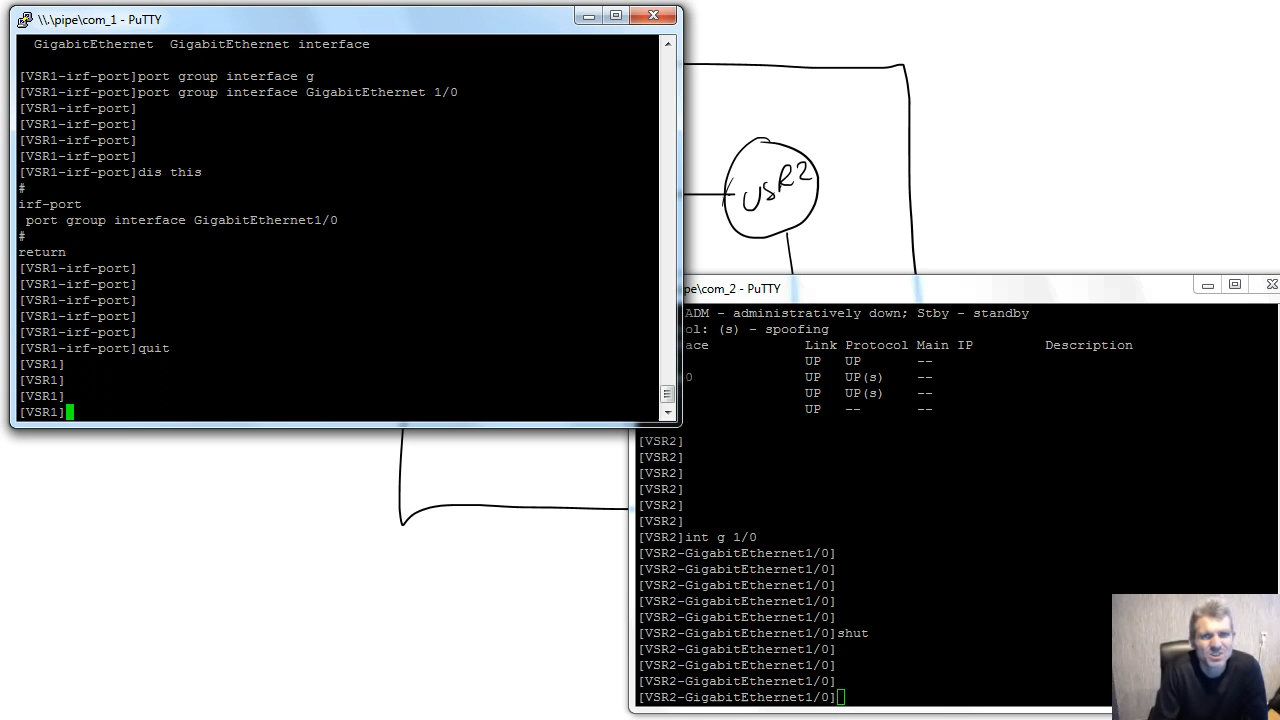 \\.\pipe\com_1 - PuTTY
GigabitEthernet  GigabitEthernet interface
[VSR1-irf-port]port group interface g
[VSR1-irf-port]port group interface GigabitEthernet 1/0
[VSR1-irf-port]
[VSR1-irf-port]
[VSR1-irf-port]
[VSR1-irf-port]
[VSR1-irf-port]dis this
#
irf-port
port group interface GigabitEthernet1/0
#
return
[VSR1-irf-port]
[VSR1-irf-port]
[VSR1-irf-port]
[VSR1-irf-port]
[VSR1-irf-port]
[VSR1-irf-port]quit
[VSR1]
[VSR1]
[VSR1]
[VSR1]
VSR2
pe\com_2 - PuTTY
ADM - administratively down; Stby - standby
ol: (s) - spoofing
ace Link Protocol Main IP Description
UP UP --
0 UP UP(s) --
UP UP(s) --
UP -- --
[VSR2]
[VSR2]
[VSR2]
[VSR2]
[VSR2]
[VSR2]
[VSR2]int g 1/0
[VSR2-GigabitEthernet1/0]
[VSR2-GigabitEthernet1/0]
[VSR2-GigabitEthernet1/0]
[VSR2-GigabitEthernet1/0]
[VSR2-GigabitEthernet1/0]
[VSR2-GigabitEthernet1/0]shut
[VSR2-GigabitEthernet1/0]
[VSR2-GigabitEthernet1/0]
[VSR2-GigabitEthernet1/0]
[VSR2-GigabitEthernet1/0]